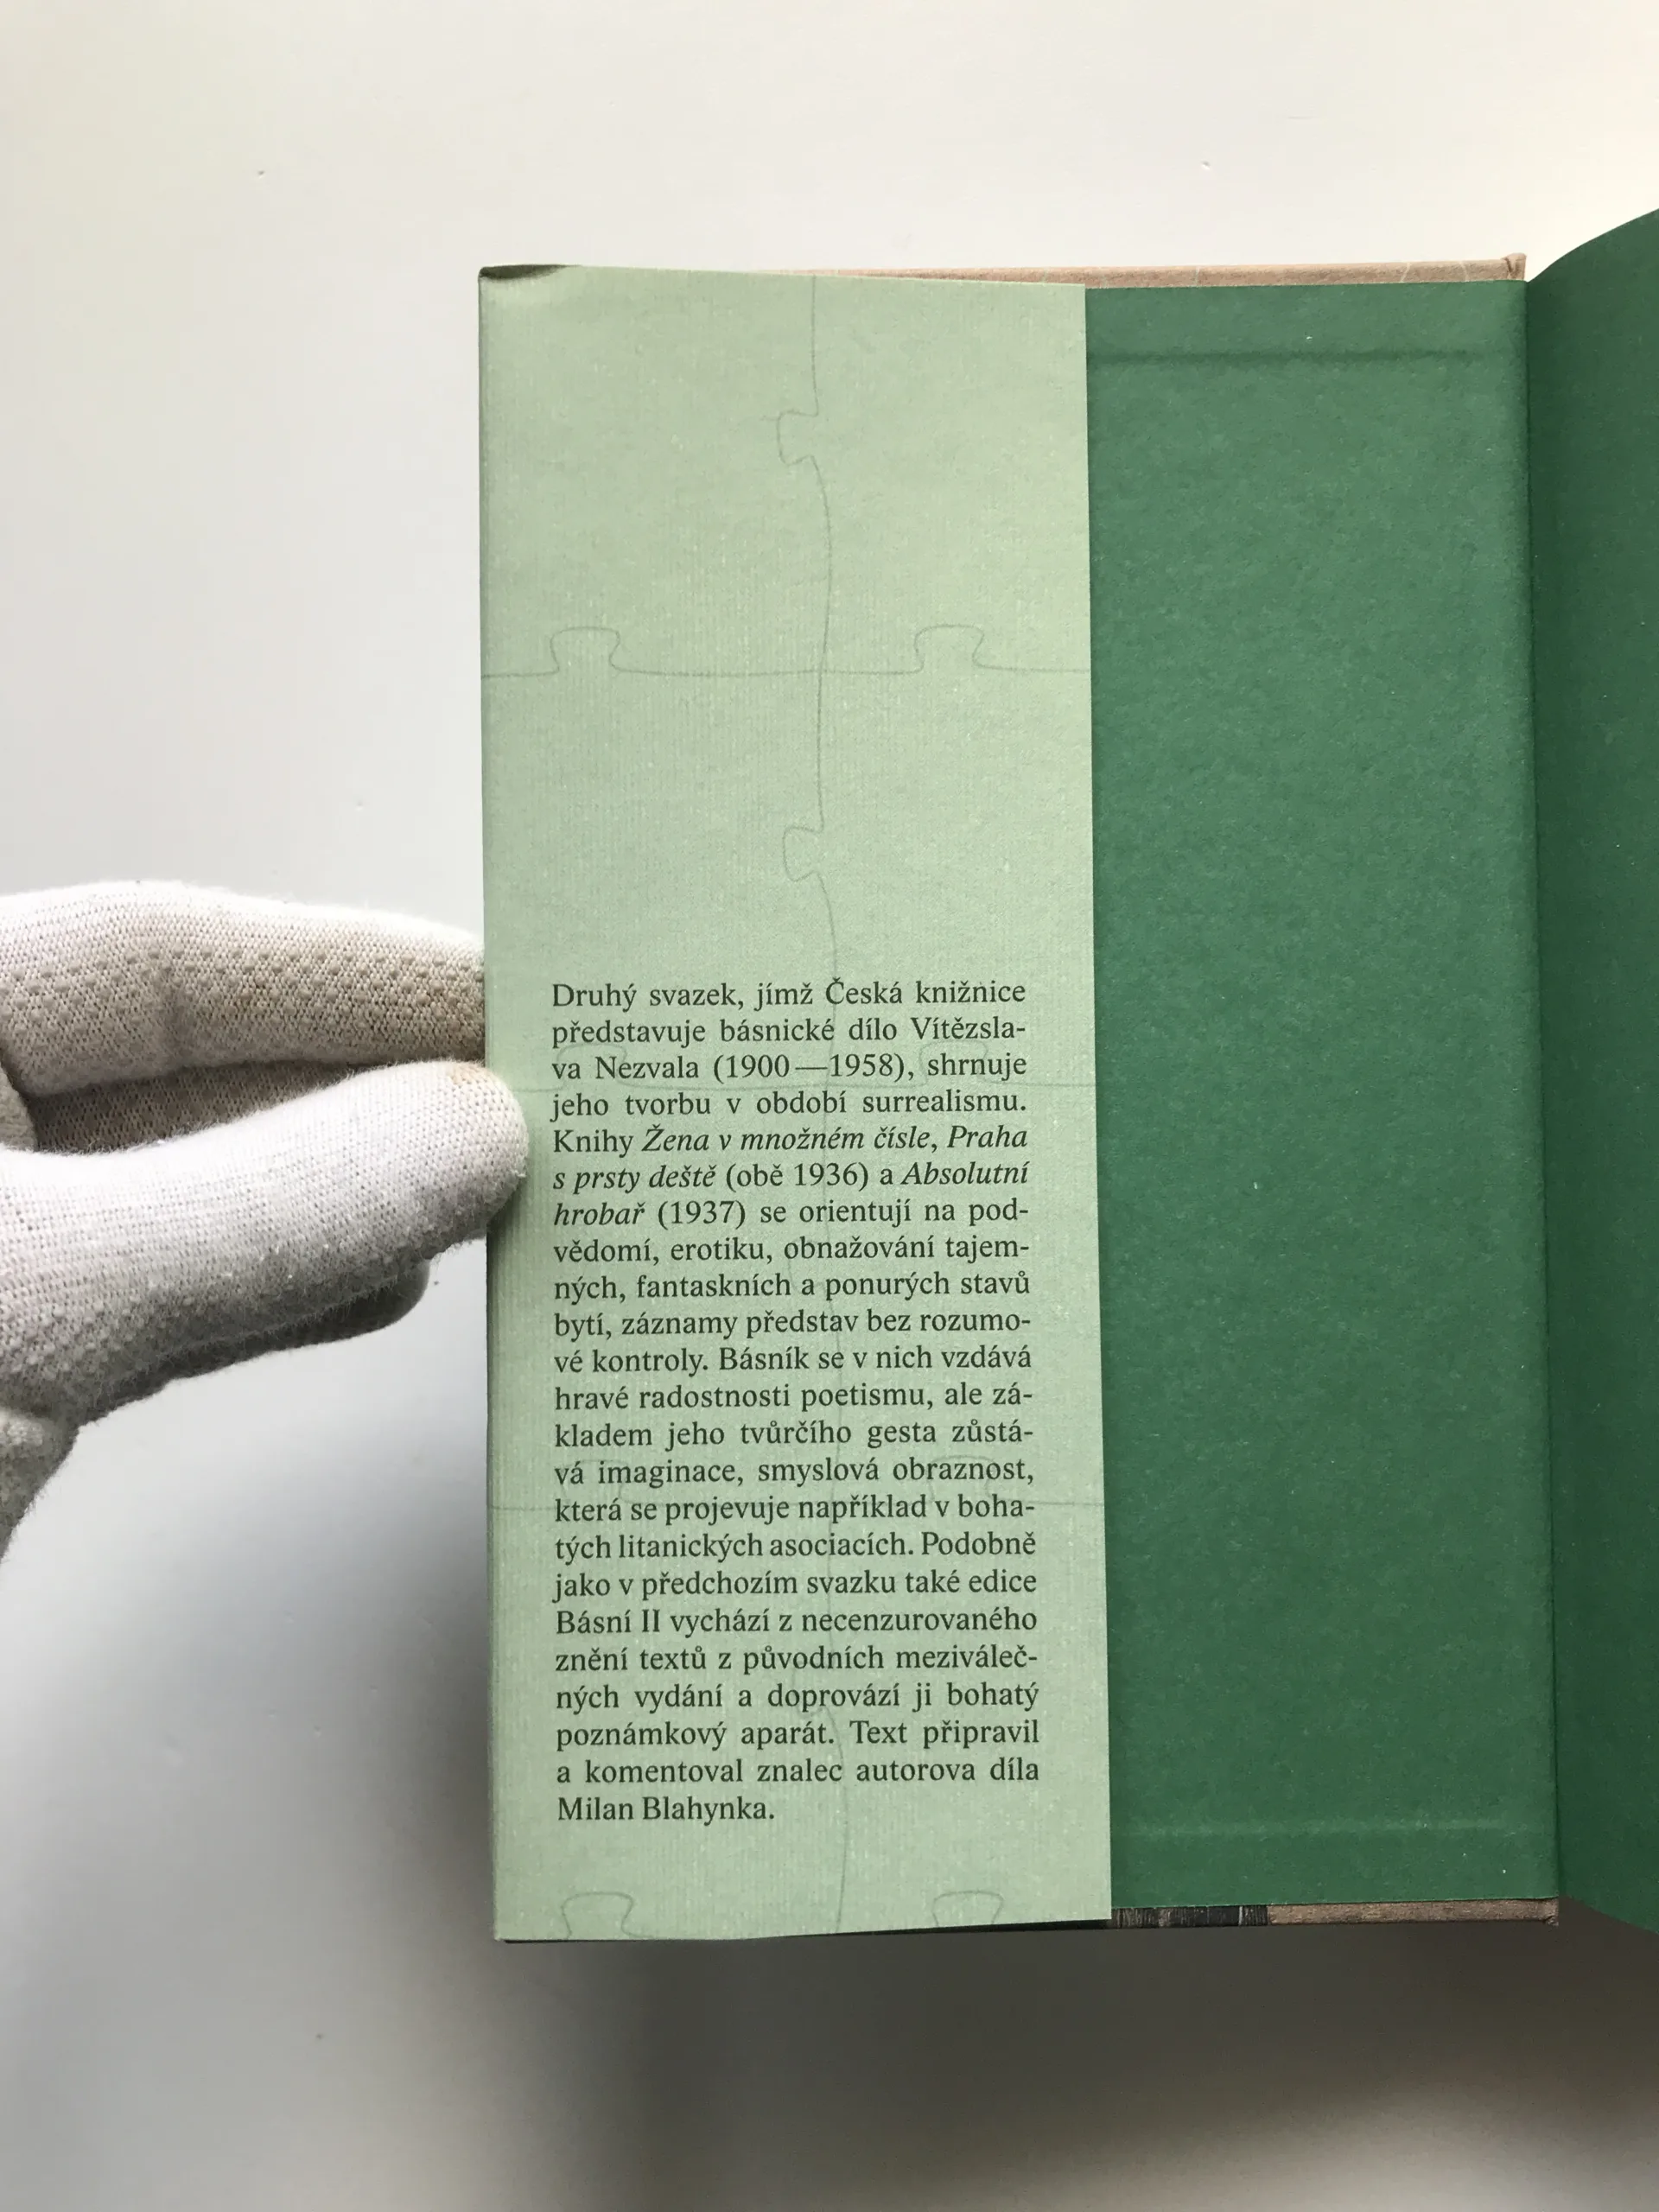 Druhý svazek, jímž Česká knižnice
představuje básnické dílo Vítězsla-
va Nezvala (1900—1958), shrnuje
jeho tvorbu v období surrealismu.
Knihy Žena v množném čísle, Praha
s prsty deště (obě 1936) a Absolutní
hrobař (1937) se orientují na pod-
vědomí, erotiku, obnažování tajem-
ných, fantaskních a ponurých stavů
bytí, záznamy představ bez rozumo-
vé kontroly. Básník se v nich vzdává
hravé radostnosti poetismu, ale zá-
kladem jeho tvůrčího gesta zůstá-
vá imaginace, smyslová obraznost,
která se projevuje například v boha-
tých litanických asociacích. Podobně
jako v předchozím svazku také edice
Básní II vychází z necenzurovaného
znění textů z původních meziváleč-
ných vydání a doprovází ji bohatý
poznámkový aparát. Text připravil
a komentoval znalec autorova díla
Milan Blahynka.